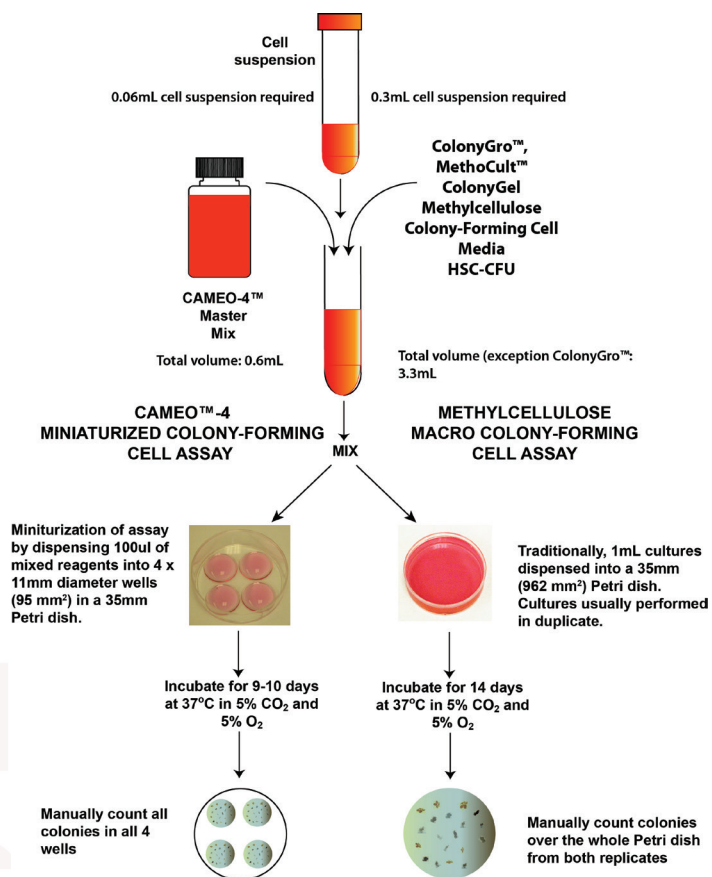 Cell
suspension
0.06mL cell suspension required
0.3mL cell suspension required
ColonyGro™,
MethoCult™
ColonyGel
Methylcellulose
Colony-Forming Cell
Media
HSC-CFU
CAMEO-4™
Master
Mix
Total volume: 0.6mL
Total volume (exception ColonyGro™:
3.3mL
CAMEO™-4
MINIATURIZED COLONY-FORMING
CELL ASSAY
METHYLCELLULOSE
MACRO COLONY-FORMING
CELL ASSAY
MIX
Miniturization of assay
by dispensing 100ul of
mixed reagents into 4 x
11mm diameter wells
(95 mm²) in a 35mm
Petri dish.
Traditionally, 1mL cultures
dispensed into a 35mm
(962 mm²) Petri dish.
Cultures usually performed
in duplicate.
Incubate for 9-10 days
at 37°C in 5% CO₂ and
5% O₂
Incubate for 14 days
at 37°C in 5% CO₂ and
5% O₂
Manually count all
colonies in all 4
wells
Manually count colonies
over the whole Petri dish
from both replicates